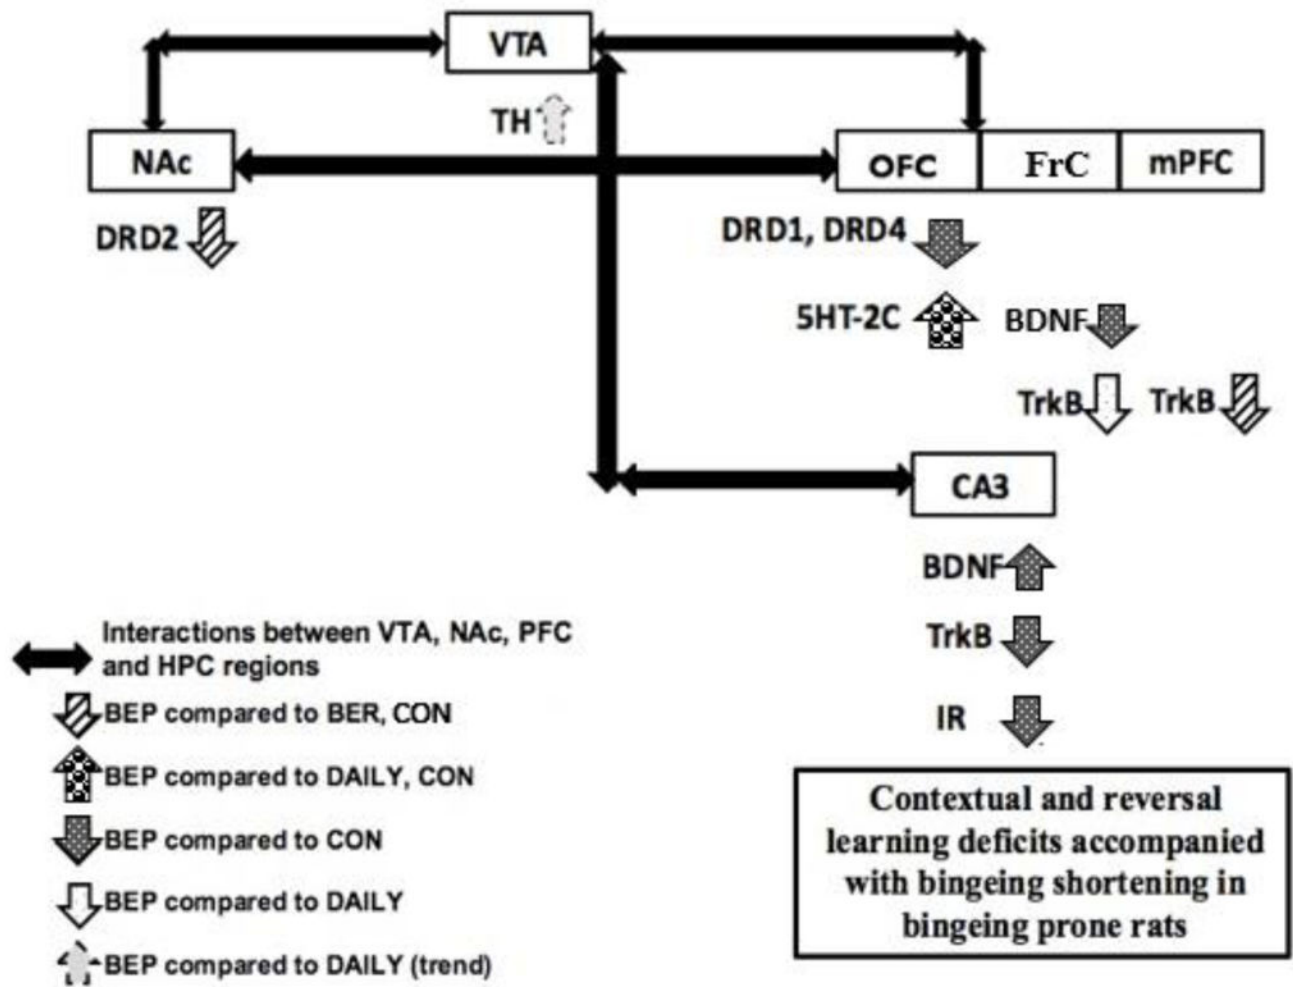 VTA
TH
NAc
OFC FrC mPFC
DRD2
DRD1, DRD4
5HT-2C BDNF
TrkB TrkB
CA3
BDNF
TrkB
IR
Interactions between VTA, NAc, PFC
and HPC regions
BEP compared to BER, CON
BEP compared to DAILY, CON
BEP compared to CON
BEP compared to DAILY
BEP compared to DAILY (trend)
Contextual and reversal
learning deficits accompanied
with bingeing shortening in
bingeing prone rats